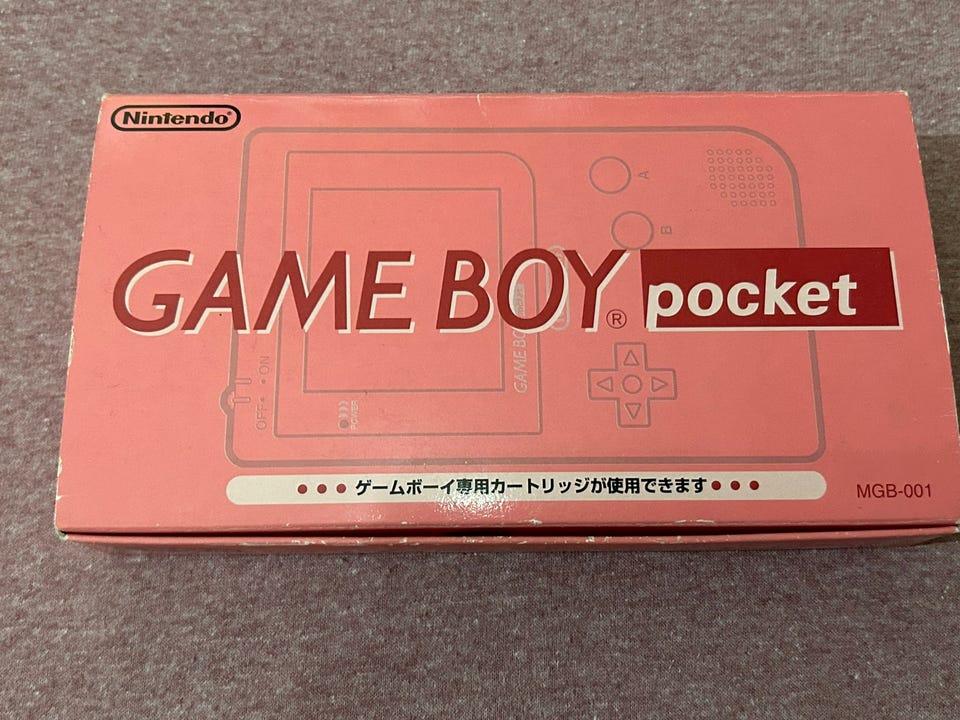 Nintendo®
A
B
GAME BOY® pocket
GAME BOY
OFF• •ON
POWER
•••ゲームボーイ専用カートリッジが使用できます•••
MGB-001